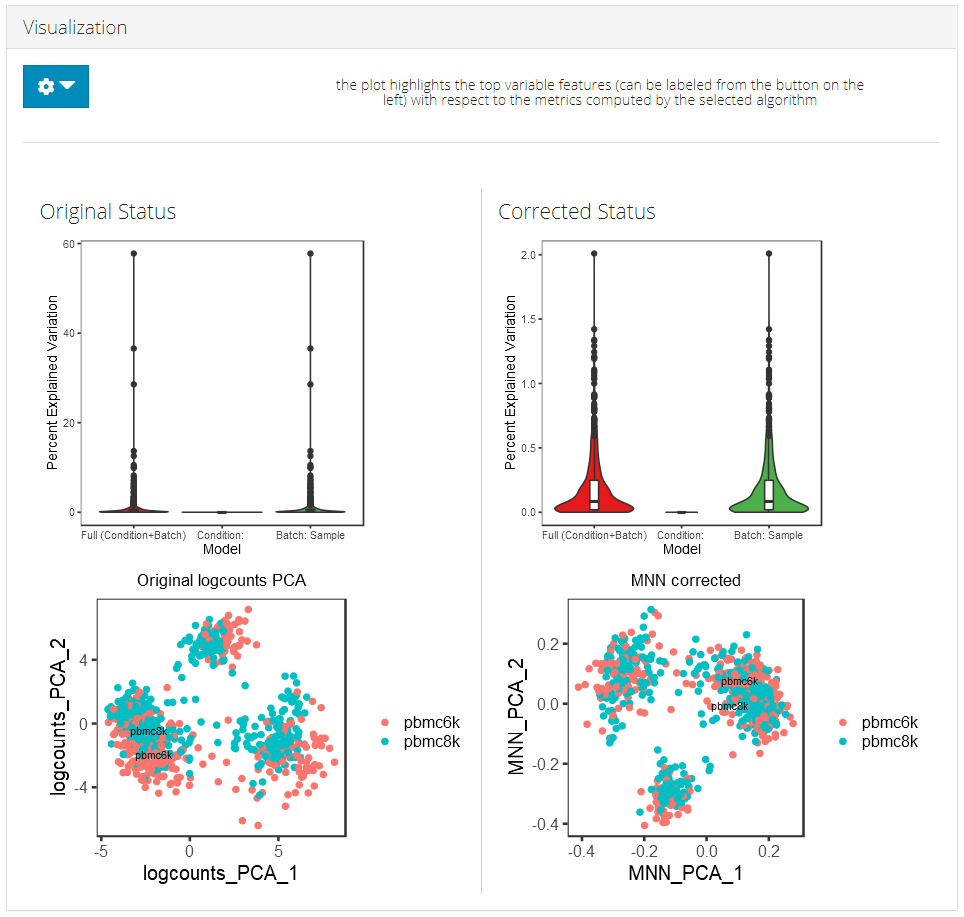 Visualization
the plot highlights the top variable features (can be labeled from the button on the
left) with respect to the metrics computed by the selected algorithm
Original Status
60
40
20
0
Percent Explained Variation
Full (Condition+Batch) Condition: Batch: Sample
Model
Original logcounts PCA
4
0
-4
logcounts_PCA_2
pbmc8k
pbmc6k
pbmc6k
pbmc8k
-5 0 5
logcounts_PCA_1
Corrected Status
2.0
1.5
1.0
0.5
0.0
Percent Explained Variation
Full (Condition+Batch) Condition: Batch: Sample
Model
MNN corrected
0.2
0.0
-0.2
-0.4
MNN_PCA_2
pbmc6k
pbmc8k
pbmc6k
pbmc8k
-0.4 -0.2 0.0 0.2
MNN_PCA_1